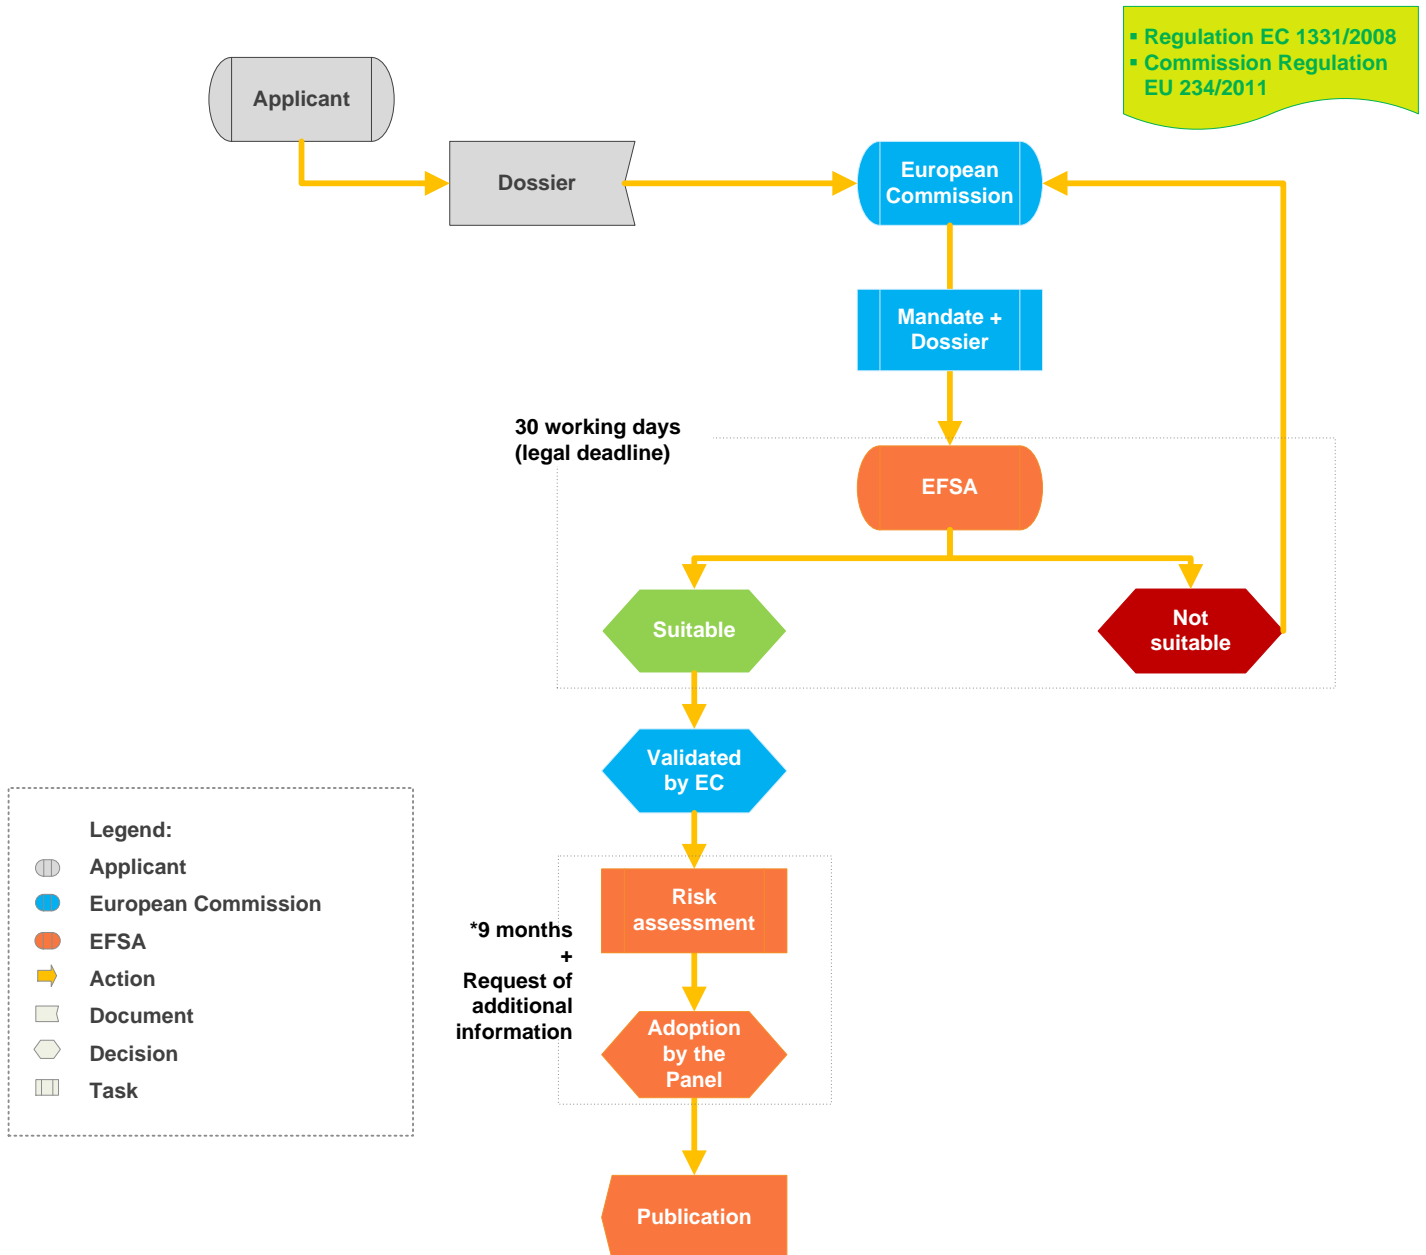 ▪ Regulation EC 1331/2008
▪ Commission Regulation
EU 234/2011
Applicant
Dossier
European
Commission
Mandate +
Dossier
30 working days
(legal deadline)
EFSA
Suitable
Not
suitable
Validated
by EC
Risk
assessment
*9 months
+
Request of
additional
information
Adoption
by the
Panel
Publication
Legend:
Applicant
European Commission
EFSA
Action
Document
Decision
Task